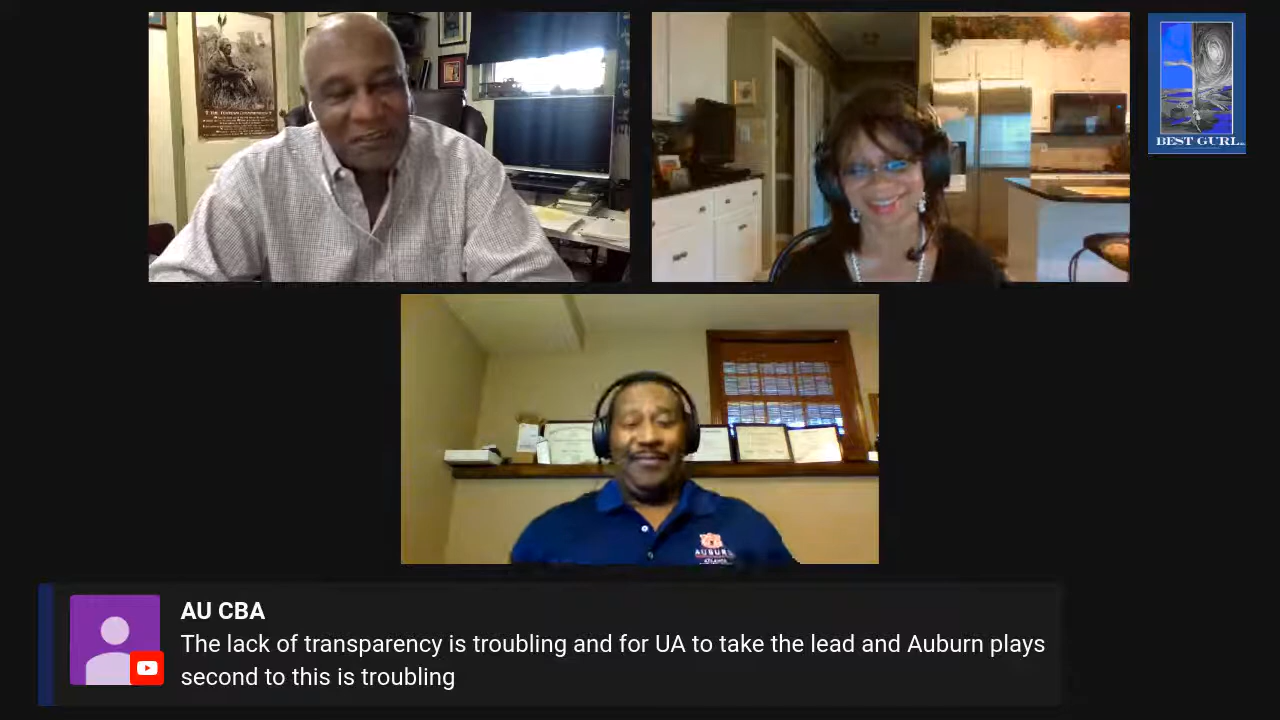 BEST GURL
AUBURN
ATLANTA
AU CBA
The lack of transparency is troubling and for UA to take the lead and Auburn plays
second to this is troubling